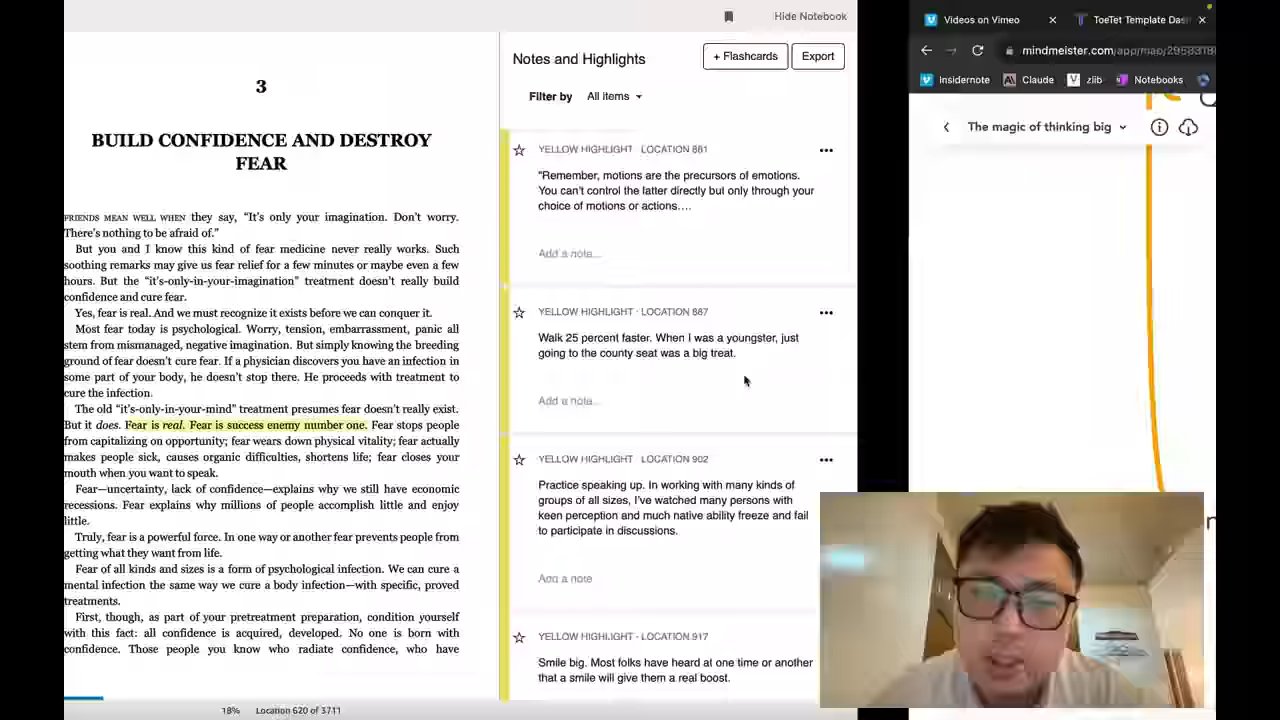 Hide Notebook
3
BUILD CONFIDENCE AND DESTROY
FEAR
FRIENDS MEAN WELL WHEN they say, “It’s only your imagination. Don’t worry.
There’s nothing to be afraid of.”
But you and I know this kind of fear medicine never really works. Such
soothing remarks may give us fear relief for a few minutes or maybe even a few
hours. But the “it’s-only-in-your-imagination” treatment doesn’t really build
confidence and cure fear.
Yes, fear is real. And we must recognize it exists before we can conquer it.
Most fear today is psychological. Worry, tension, embarrassment, panic all
stem from mismanaged, negative imagination. But simply knowing the breeding
ground of fear doesn’t cure fear. If a physician discovers you have an infection in
some part of your body, he doesn’t stop there. He proceeds with treatment to
cure the infection.
The old “it’s-only-in-your-mind” treatment presumes fear doesn’t really exist.
But it does. Fear is real. Fear is success enemy number one. Fear stops people
from capitalizing on opportunity; fear wears down physical vitality; fear actually
makes people sick, causes organic difficulties, shortens life; fear closes your
mouth when you want to speak.
Fear—uncertainty, lack of confidence—explains why we still have economic
recessions. Fear explains why millions of people accomplish little and enjoy
little.
Truly, fear is a powerful force. In one way or another fear prevents people from
getting what they want from life.
Fear of all kinds and sizes is a form of psychological infection. We can cure a
mental infection the same way we cure a body infection—with specific, proved
treatments.
First, though, as part of your pretreatment preparation, condition yourself
with this fact: all confidence is acquired, developed. No one is born with
confidence. Those people you know who radiate confidence, who have
18%
Location 620 of 3711
Notes and Highlights
+ Flashcards
Export
Filter by
All items
YELLOW HIGHLIGHT · LOCATION 881
"Remember, motions are the precursors of emotions.
You can't control the latter directly but only through your
choice of motions or actions....
Add a note...
YELLOW HIGHLIGHT · LOCATION 887
Walk 25 percent faster. When I was a youngster, just
going to the county seat was a big treat.
Add a note...
YELLOW HIGHLIGHT · LOCATION 902
Practice speaking up. In working with many kinds of
groups of all sizes, I've watched many persons with
keen perception and much native ability freeze and fail
to participate in discussions.
Add a note
YELLOW HIGHLIGHT · LOCATION 917
Smile big. Most folks have heard at one time or another
that a smile will give them a real boost.
Videos on Vimeo
ToeTet Template Das
mindmeister.com/app/map/
Insidernote
Claude
zlib
Notebooks
The magic of thinking big